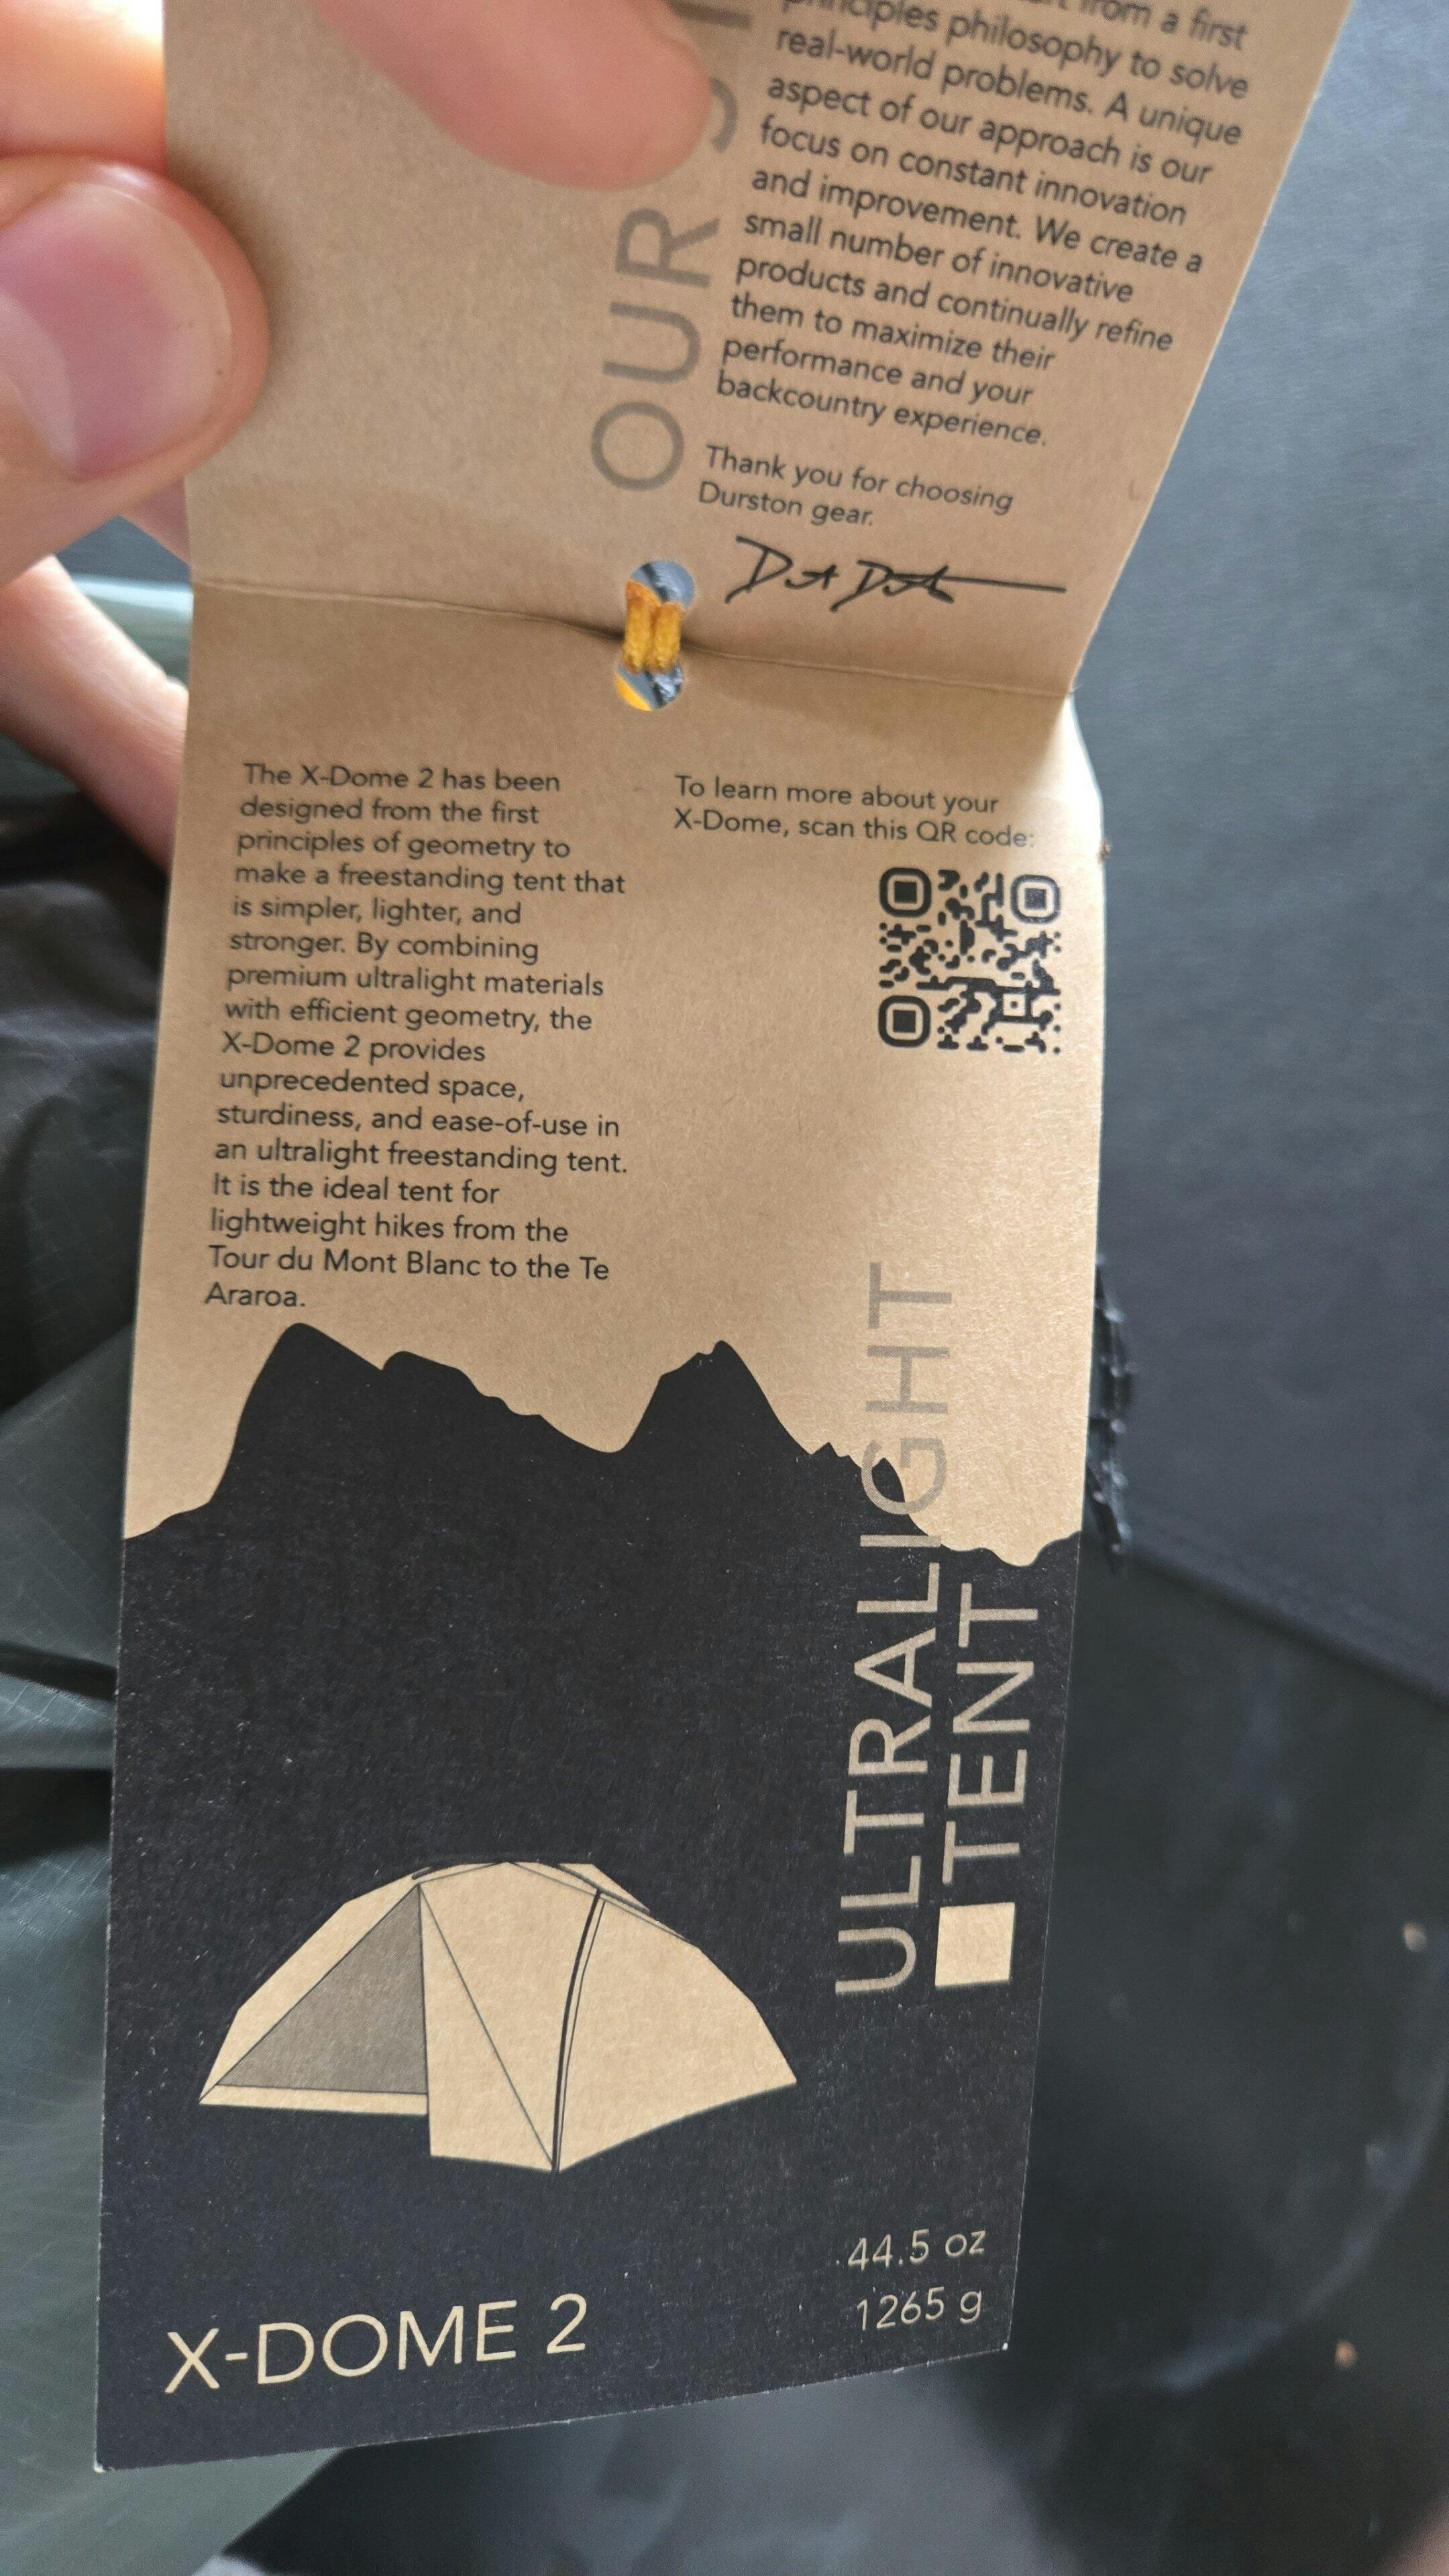 from a first
principles philosophy to solve
real-world problems. A unique
aspect of our approach is our
focus on constant innovation
and improvement. We create a
small number of innovative
products and continually refine
them to maximize their
performance and your
backcountry experience.
Thank you for choosing
Durston gear.
OUR
The X-Dome 2 has been
designed from the first
principles of geometry to
make a freestanding tent that
is simpler, lighter, and
stronger. By combining
premium ultralight materials
with efficient geometry, the
X-Dome 2 provides
unprecedented space,
sturdiness, and ease-of-use in
an ultralight freestanding tent.
It is the ideal tent for
lightweight hikes from the
Tour du Mont Blanc to the Te
Araroa.
To learn more about your
X-Dome, scan this QR code:
ULTRALIGHT
TENT
44.5 oz
1265 g
X-DOME 2